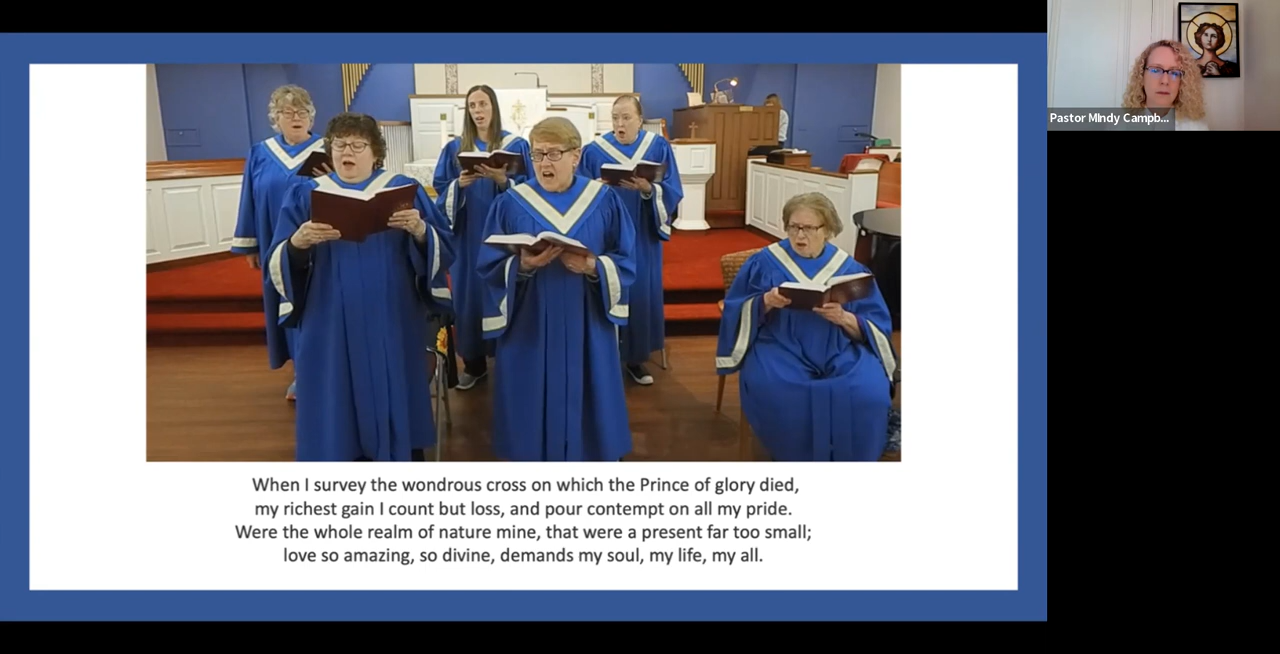 Pastor MIndy Campb...
When I survey the wondrous cross on which the Prince of glory died,
my richest gain I count but loss, and pour contempt on all my pride.
Were the whole realm of nature mine, that were a present far too small;
love so amazing, so divine, demands my soul, my life, my all.